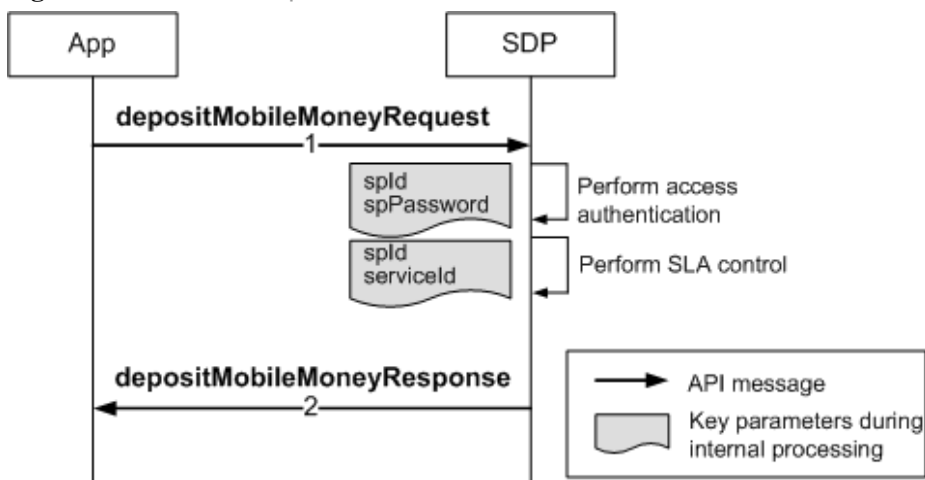 App
SDP
depositMobileMoneyRequest
1
spId
spPassword
Perform access
authentication
spId
serviceId
Perform SLA control
depositMobileMoneyResponse
2
API message
Key parameters during
internal processing